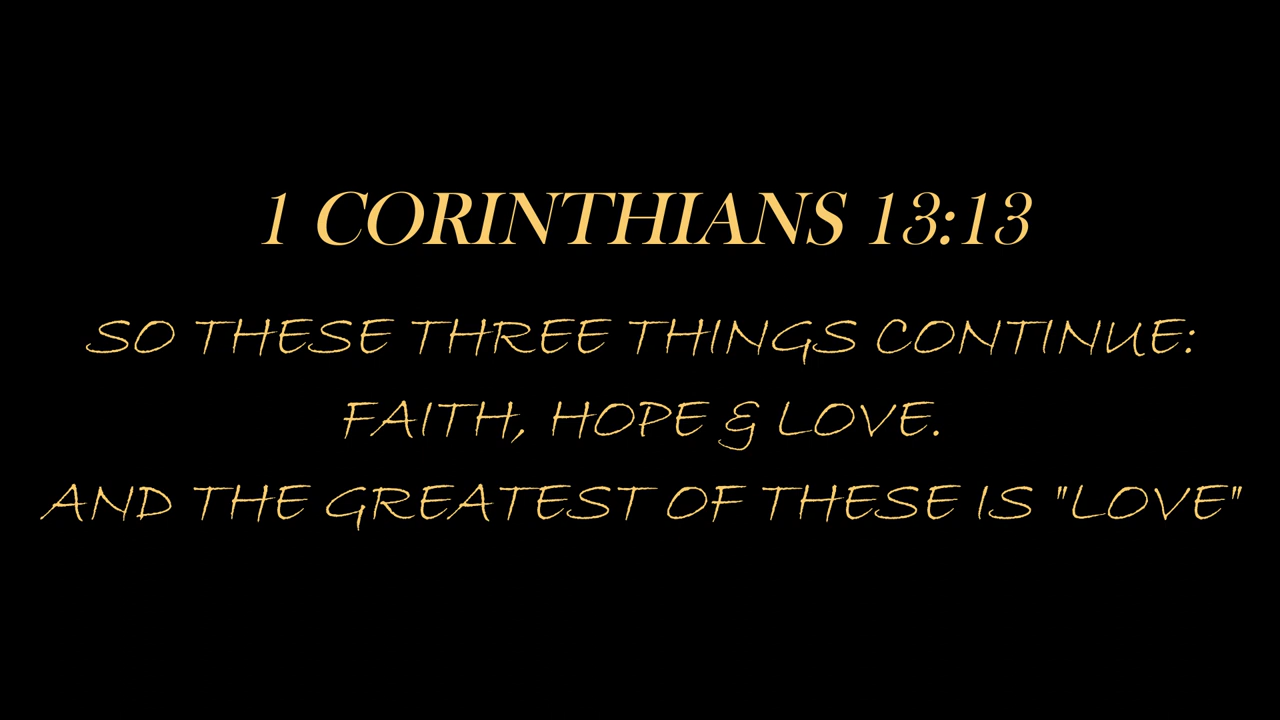 1 CORINTHIANS 13:13
SO THESE THREE THINGS CONTINUE:
FAITH, HOPE & LOVE.
AND THE GREATEST OF THESE IS "LOVE"